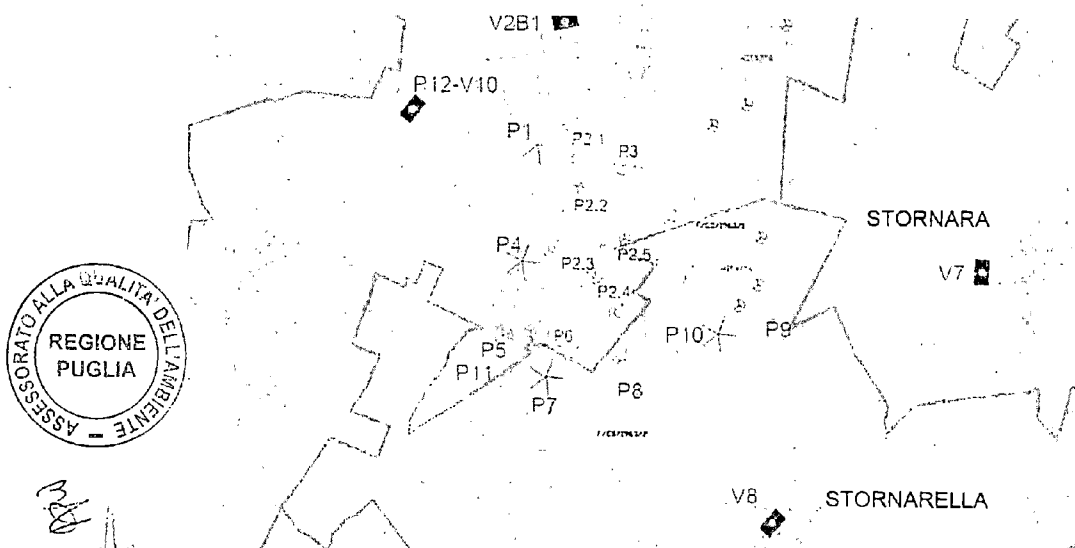 V2B1
P12-V10
P1
P2.1
P3
P2.2
STORNARA
P4
P2.5
P2.3
V7
P2.4
P10
P9
P5
P6
P11
P7
P8
V8
STORNARELLA
ASSESSORATO ALLA QUALITA' DELL'AMBIENTE
REGIONE
PUGLIA